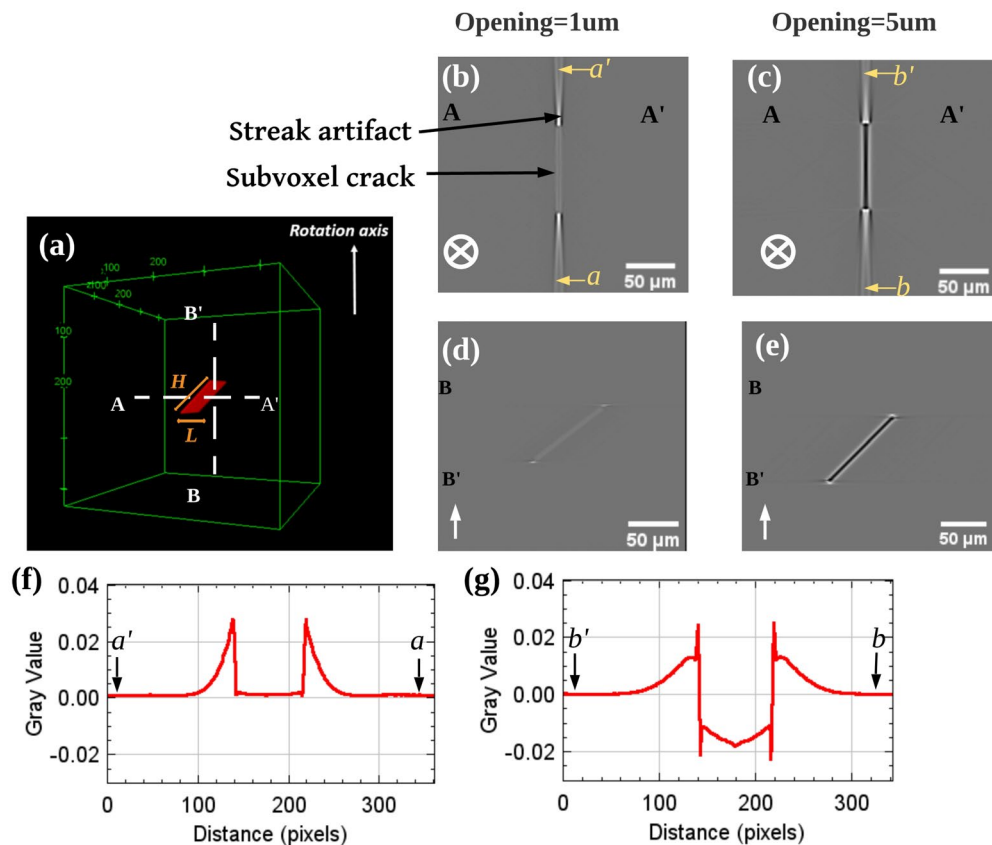 Opening=1um
Opening=5um
(b)
a'
A
A'
Streak artifact
Subvoxel crack
a
50 μm
(c)
b'
A
A'
b
50 μm
(a)
Rotation axis
100
200
100
200
100
200
B'
H
A
A'
L
B
(d)
B
B'
50 μm
(e)
B
B'
50 μm
(f)
0.04
0.02
0.00
-0.02
Gray Value
a'
a
0
100
200
300
Distance (pixels)
(g)
0.04
0.02
0.00
-0.02
Gray Value
b'
b
0
100
200
300
Distance (pixels)